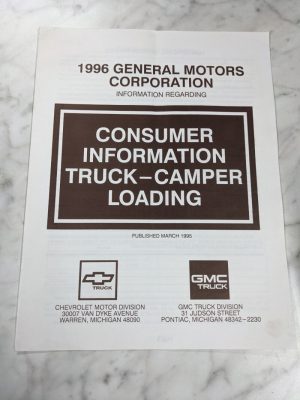 1996 GENERAL MOTORS
CORPORATION
INFORMATION REGARDING
CONSUMER
INFORMATION
TRUCK–CAMPER
LOADING
PUBLISHED MARCH 1995
TRUCK
GMC
TRUCK
CHEVROLET MOTOR DIVISION
30007 VAN DYKE AVENUE
WARREN, MICHIGAN 48090
GMC TRUCK DIVISION
31 JUDSON STREET
PONTIAC, MICHIGAN 48342–2230